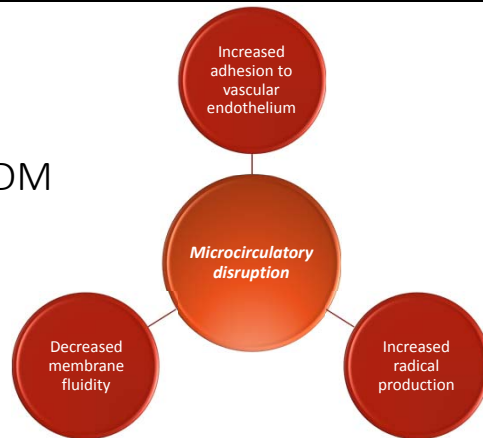 Increased
adhesion to
vascular
endothelium
DM
Microcirculatory
disruption
Decreased
membrane
fluidity
Increased
radical
production